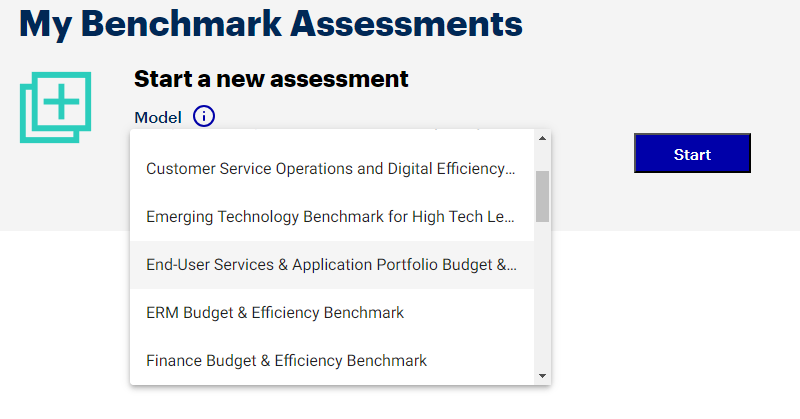 My Benchmark Assessments
Start a new assessment
Model
Customer Service Operations and Digital Efficiency...
Emerging Technology Benchmark for High Tech Le...
End-User Services & Application Portfolio Budget &...
ERM Budget & Efficiency Benchmark
Finance Budget & Efficiency Benchmark
Start